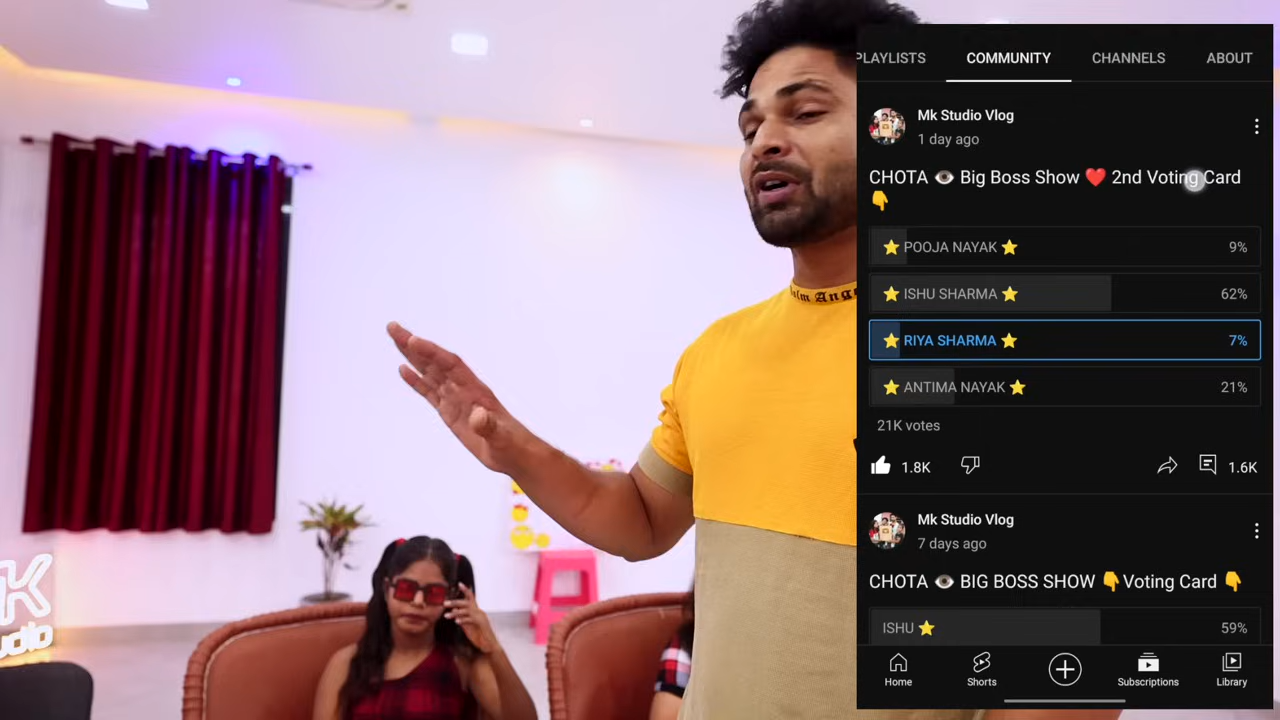 PLAYLISTS COMMUNITY CHANNELS ABOUT
Mk Studio Vlog
1 day ago
CHOTA 👁️ Big Boss Show ❤️ 2nd Voting Card
👇
⭐ POOJA NAYAK ⭐ 9%
⭐ ISHU SHARMA ⭐ 62%
⭐ RIYA SHARMA ⭐ 7%
⭐ ANTIMA NAYAK ⭐ 21%
21K votes
1.8K 1.6K
Mk Studio Vlog
7 days ago
CHOTA 👁️ BIG BOSS SHOW 👇Voting Card 👇
ISHU ⭐ 59%
Home Shorts Subscriptions Library